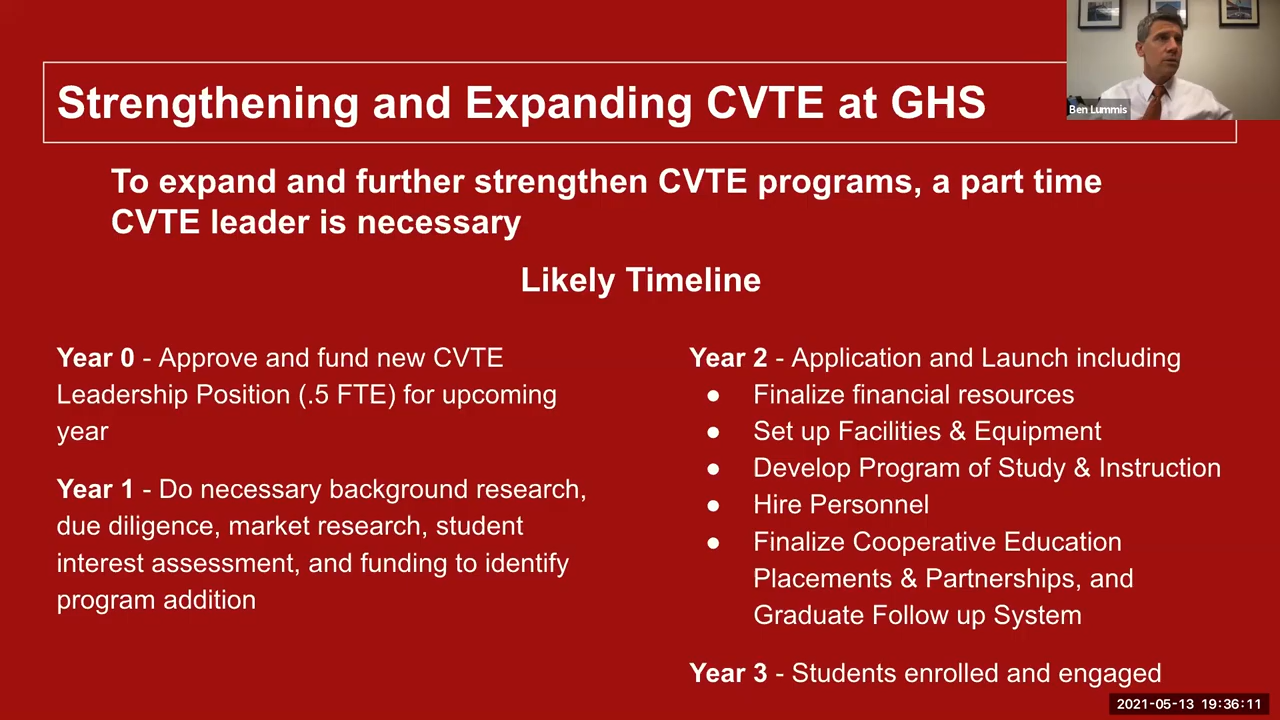 Strengthening and Expanding CVTE at GHS
Ben Lummis
To expand and further strengthen CVTE programs, a part time
CVTE leader is necessary
Likely Timeline
Year 0 - Approve and fund new CVTE
Leadership Position (.5 FTE) for upcoming
year
Year 1 - Do necessary background research,
due diligence, market research, student
interest assessment, and funding to identify
program addition
Year 2 - Application and Launch including
● Finalize financial resources
● Set up Facilities & Equipment
● Develop Program of Study & Instruction
● Hire Personnel
● Finalize Cooperative Education
Placements & Partnerships, and
Graduate Follow up System
Year 3 - Students enrolled and engaged
2021-05-13 19:36:11